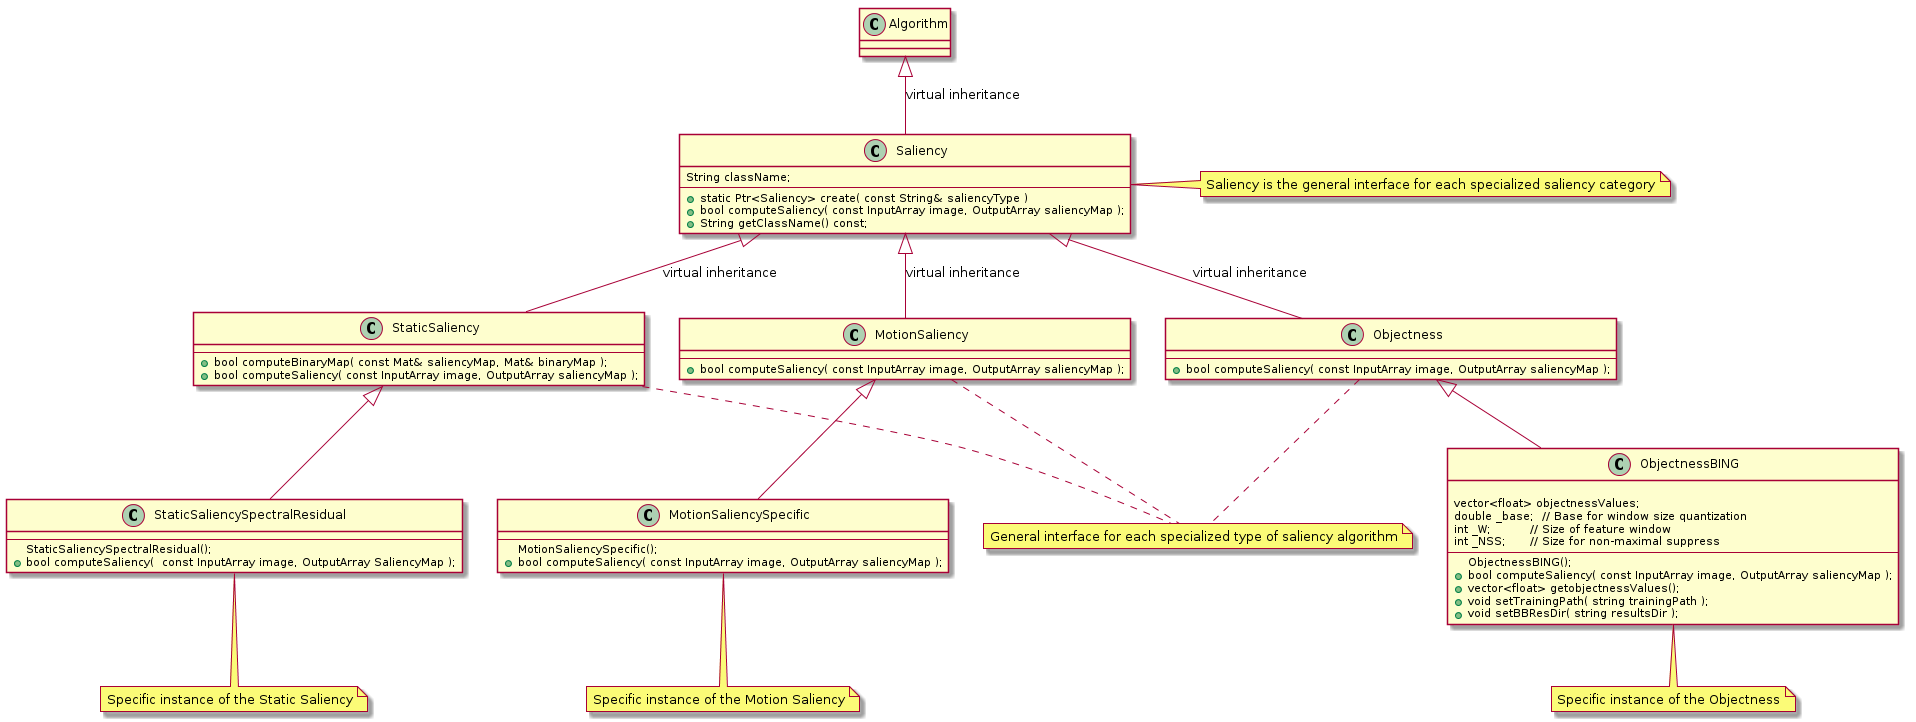 C Algorithm
virtual inheritance
C Saliency
String className;
static Ptr<Saliency> create( const String& saliencyType )
bool computeSaliency( const InputArray image, OutputArray saliencyMap );
String getClassName() const;
Saliency is the general interface for each specialized saliency category
virtual inheritance
virtual inheritance
virtual inheritance
C StaticSaliency
bool computeBinaryMap( const Mat& saliencyMap, Mat& binaryMap );
bool computeSaliency( const InputArray image, OutputArray saliencyMap );
C MotionSaliency
bool computeSaliency( const InputArray image, OutputArray saliencyMap );
C Objectness
bool computeSaliency( const InputArray image, OutputArray saliencyMap );
C StaticSaliencySpectralResidual
StaticSaliencySpectralResidual();
bool computeSaliency(  const InputArray image, OutputArray SaliencyMap );
C MotionSaliencySpecific
MotionSaliencySpecific();
bool computeSaliency( const InputArray image, OutputArray saliencyMap );
General interface for each specialized type of saliency algorithm
C ObjectnessBING
vector<float> objectnessValues;
double _base;  // Base for window size quantization
int _W;           // Size of feature window
int _NSS;       // Size for non-maximal suppress
ObjectnessBING();
bool computeSaliency( const InputArray image, OutputArray saliencyMap );
vector<float> getobjectnessValues();
void setTrainingPath( string trainingPath );
void setBBResDir( string resultsDir );
Specific instance of the Static Saliency
Specific instance of the Motion Saliency
Specific instance of the Objectness